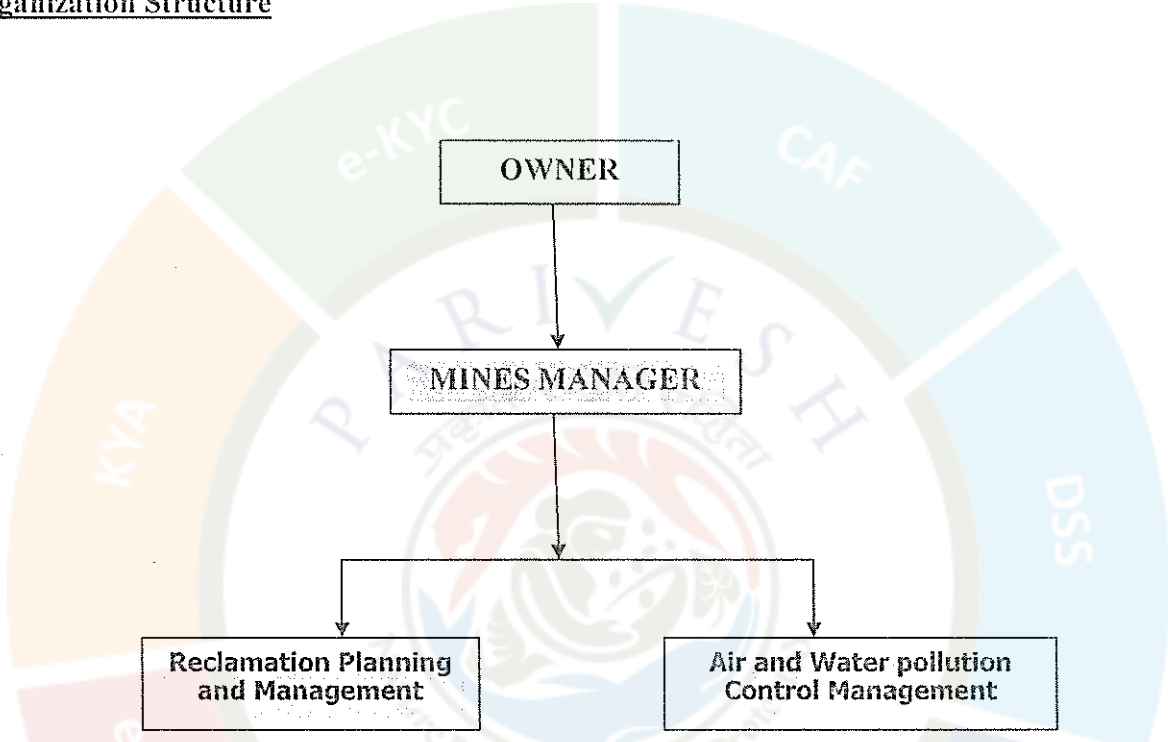 ganization Structure
e-KYC
CAF
OWNER
PARIVESH
MINES MANAGER
KYA
DSS
Reclamation Planning
and Management
Air and Water pollution
Control Management